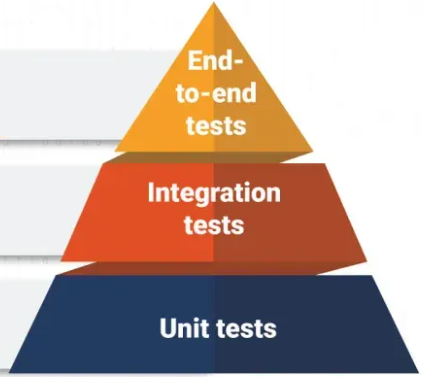 End-
to-end
tests
Integration
tests
Unit tests